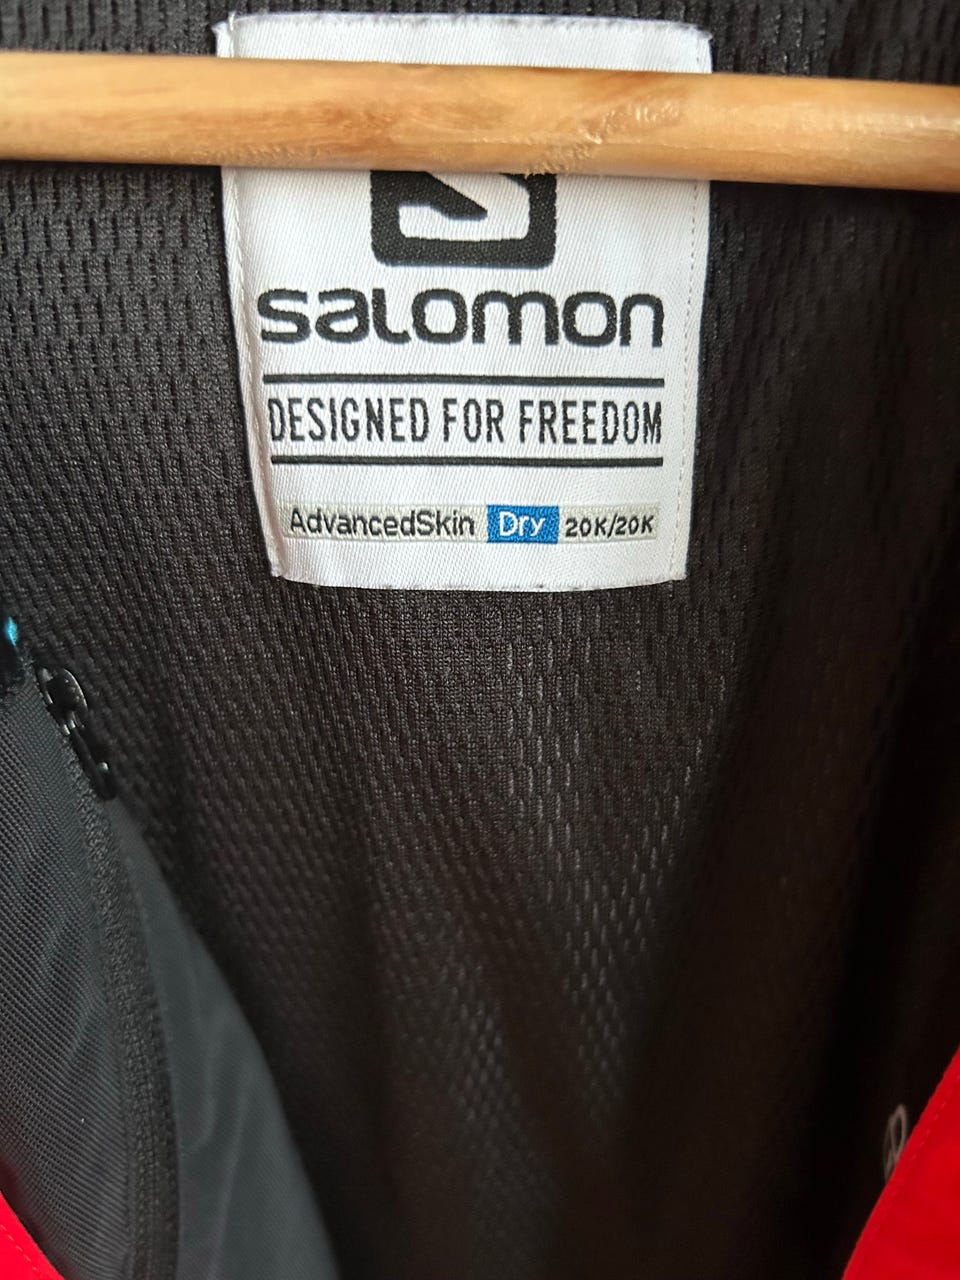 salomon
DESIGNED FOR FREEDOM
AdvancedSkin Dry 20K/20K